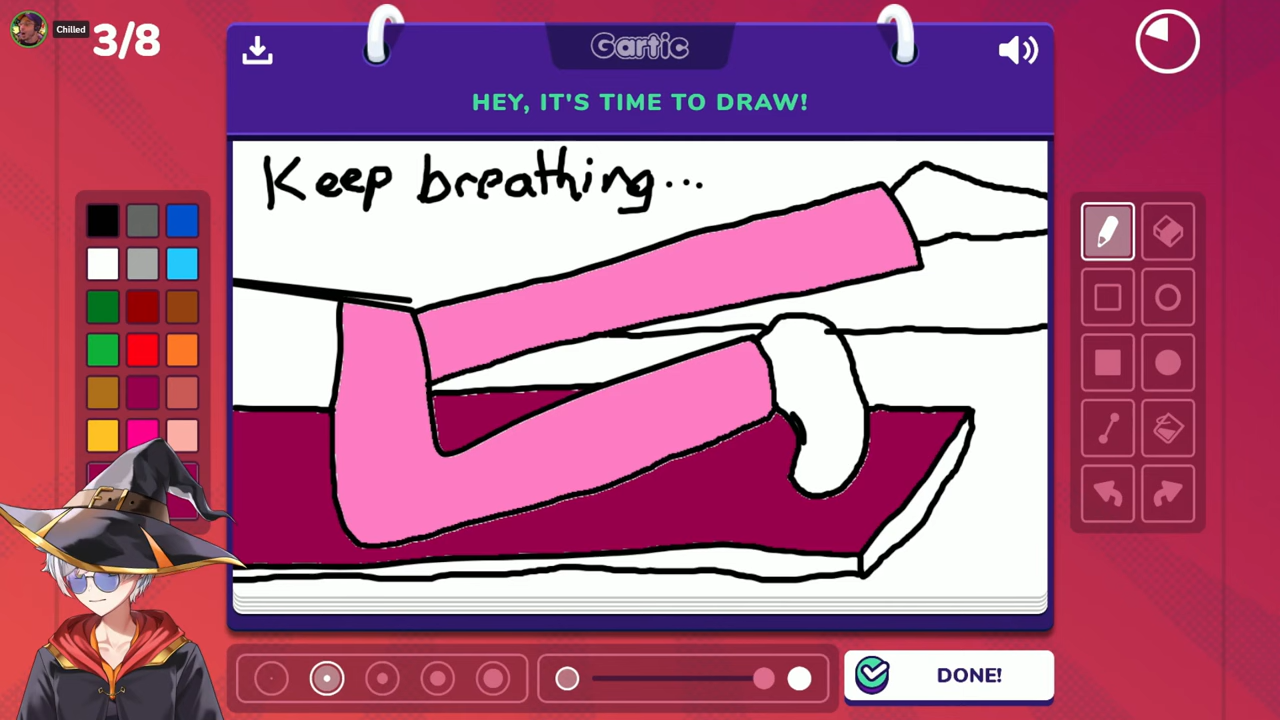 Chilled
3/8
Gartic
HEY, IT'S TIME TO DRAW!
Keep breathing...
DONE!